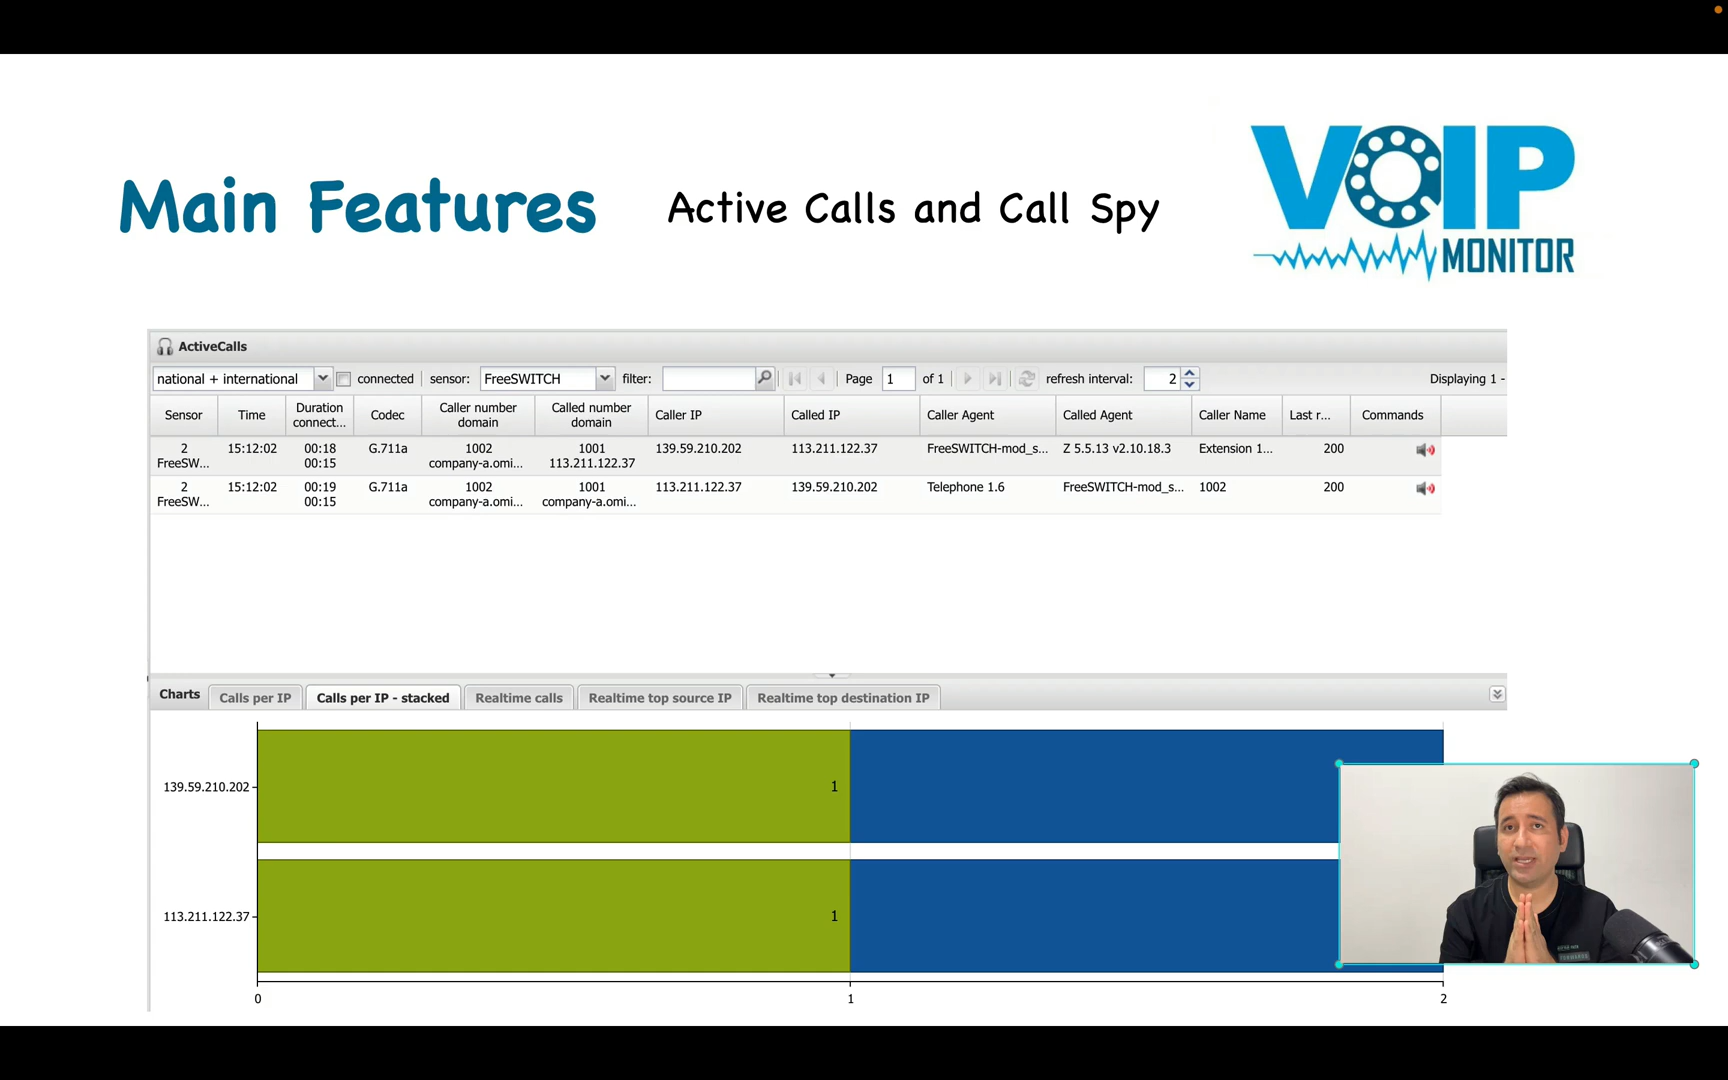 Main Features
Active Calls and Call Spy
VOIP
MONITOR
ActiveCalls
national + international connected sensor: FreeSWITCH filter: Page 1 of 1 refresh interval: 2 Displaying 1 -
Sensor Time Duration connect... Codec Caller number domain Called number domain Caller IP Called IP Caller Agent Called Agent Caller Name Last r... Commands
2 15:12:02 00:18 G.711a 1002 1001 139.59.210.202 113.211.122.37 FreeSWITCH-mod_s... Z 5.5.13 v2.10.18.3 Extension 1... 200
FreeSW... 00:15 company-a.omi... 113.211.122.37
2 15:12:02 00:19 G.711a 1002 1001 113.211.122.37 139.59.210.202 Telephone 1.6 FreeSWITCH-mod_s... 1002 200
FreeSW... 00:15 company-a.omi... company-a.omi...
Charts Calls per IP Calls per IP - stacked Realtime calls Realtime top source IP Realtime top destination IP
139.59.210.202 1
113.211.122.37 1
0 1 2